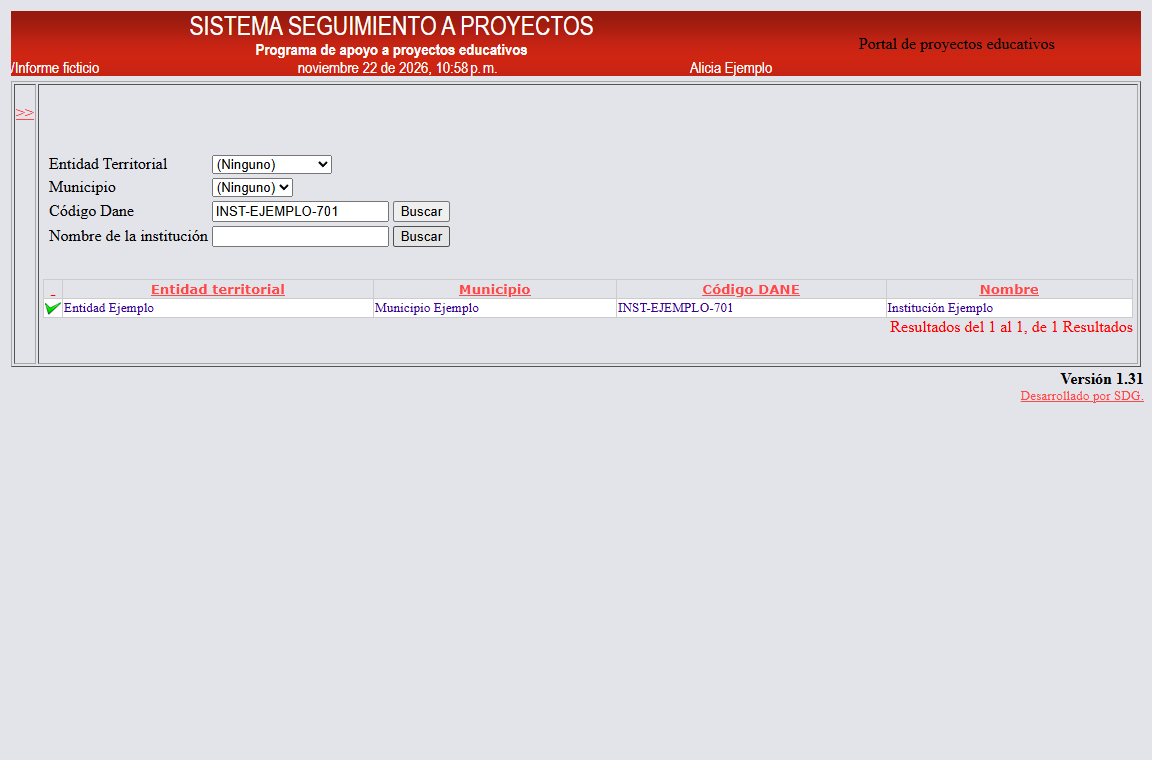 SISTEMA SEGUIMIENTO A PROYECTOS
Programa de apoyo a proyectos educativos
Portal de proyectos educativos
/Informe ficticio noviembre 22 de 2026, 10:58 p. m. Alicia Ejemplo
>>
Entidad Territorial (Ninguno)
Municipio (Ninguno)
Código Dane INST-EJEMPLO-701 Buscar
Nombre de la institución Buscar
Entidad territorial Municipio Código DANE Nombre
Entidad Ejemplo Municipio Ejemplo INST-EJEMPLO-701 Institución Ejemplo
Resultados del 1 al 1, de 1 Resultados
Versión 1.31
Desarrollado por SDG.